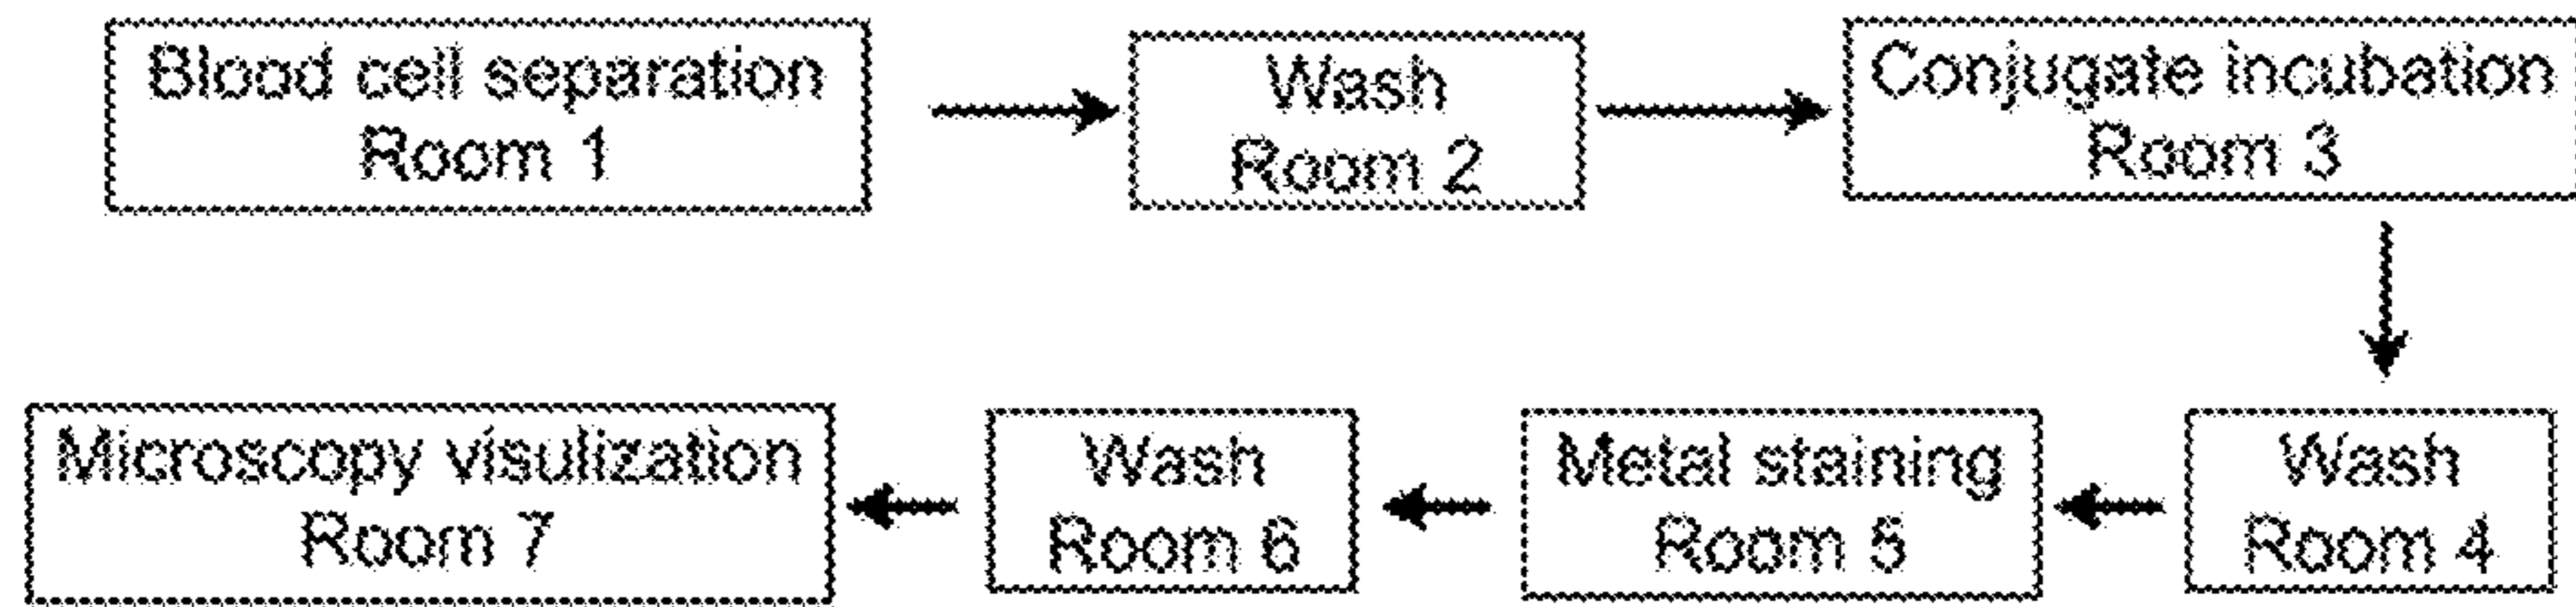 Blood cell separation
Room 1
Wash
Room 2
Conjugate incubation
Room 3
Wash
Room 4
Metal staining
Room 5
Wash
Room 6
Microscopy visulization
Room 7